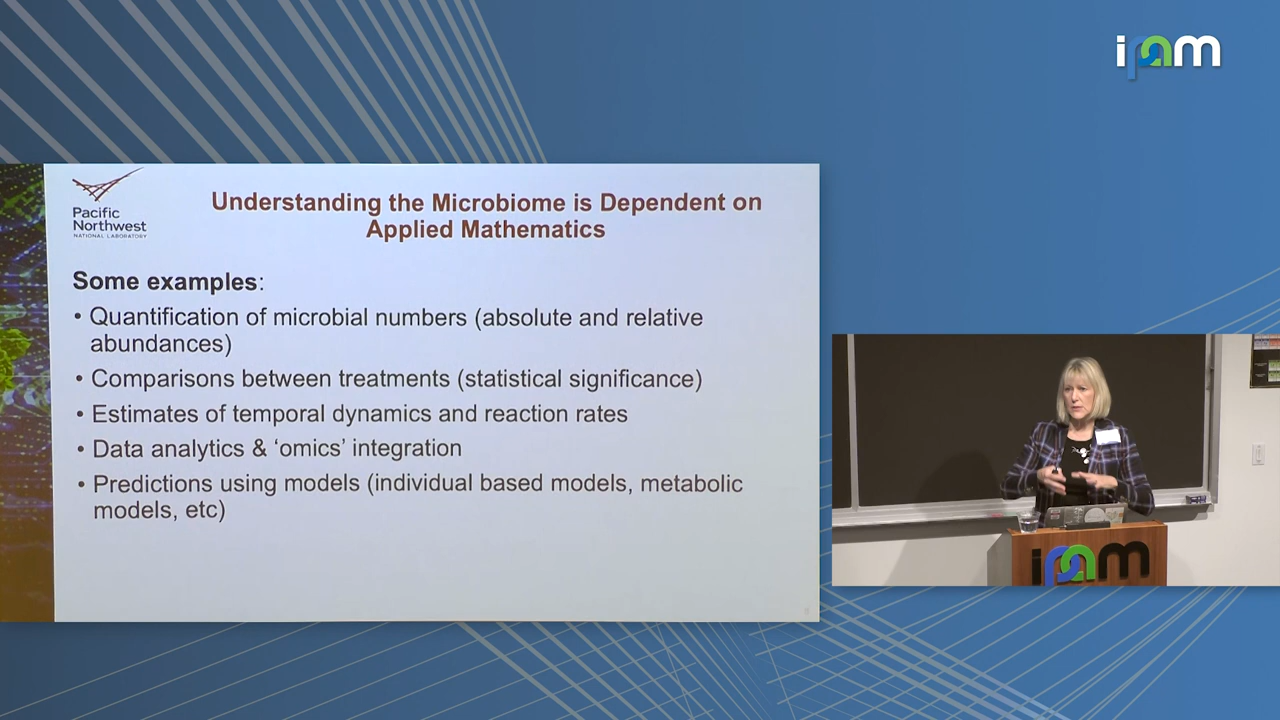 ipam
Pacific
Northwest
NATIONAL LABORATORY
Understanding the Microbiome is Dependent on
Applied Mathematics
Some examples:
• Quantification of microbial numbers (absolute and relative
abundances)
• Comparisons between treatments (statistical significance)
• Estimates of temporal dynamics and reaction rates
• Data analytics & ‘omics’ integration
• Predictions using models (individual based models, metabolic
models, etc)
ipam